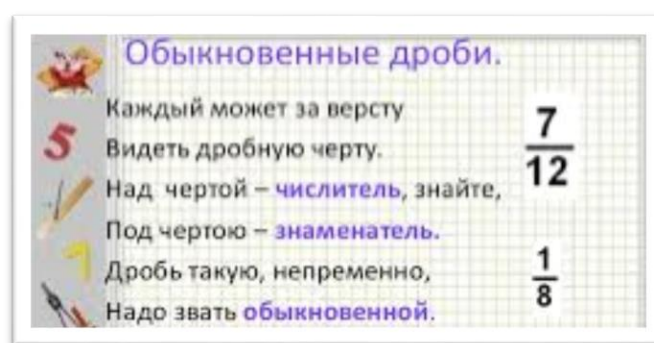 Обыкновенные дроби.
Каждый может за версту
Видеть дробную черту.
Над чертой – числитель, знайте,
Под чертою – знаменатель.
Дробь такую, непременно,
Надо звать обыкновенной.
7
12
1
8
5
1